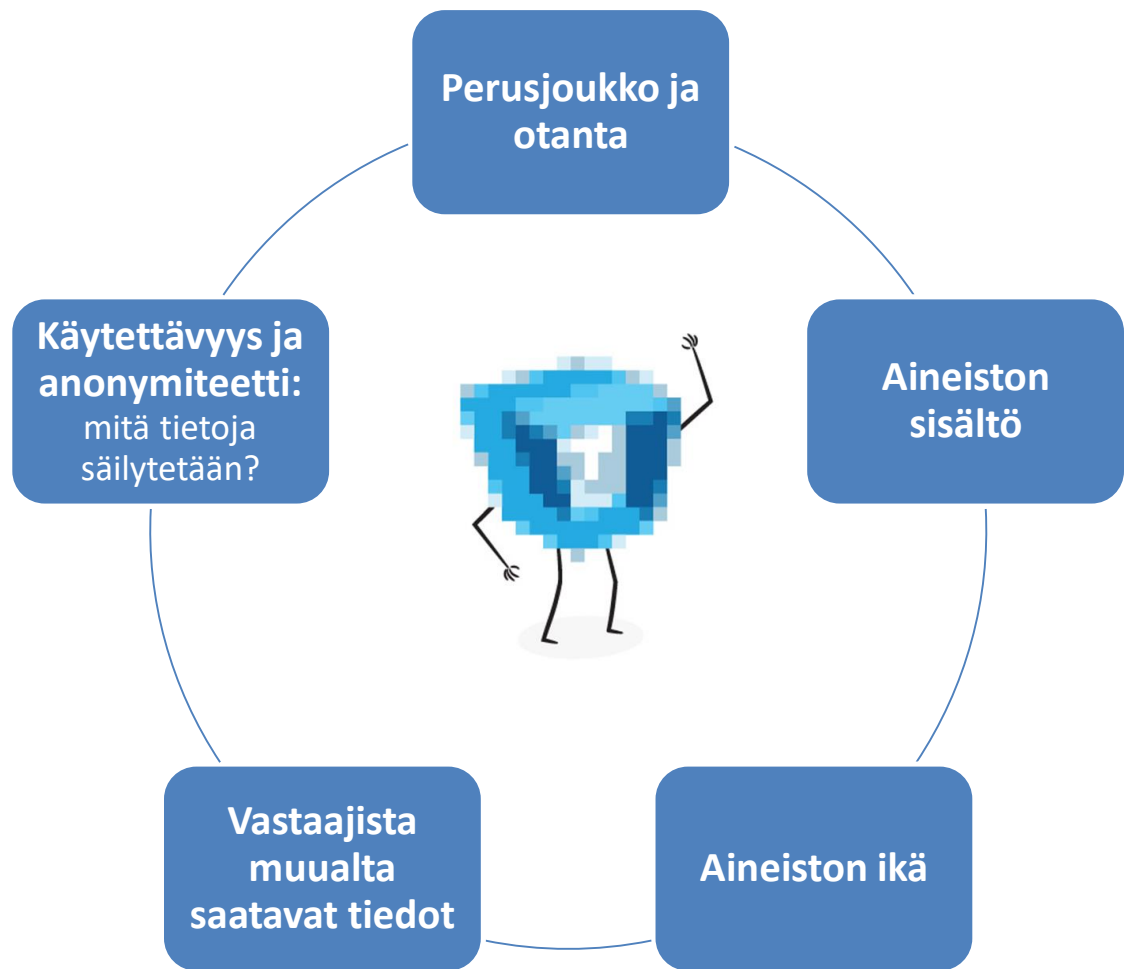 Perusjoukko ja
otanta
Käytettävyys ja
anonymiteetti:
mitä tietoja
säilytetään?
Aineiston
sisältö
T
Vastaajista
muualta
saatavat tiedot
Aineiston ikä